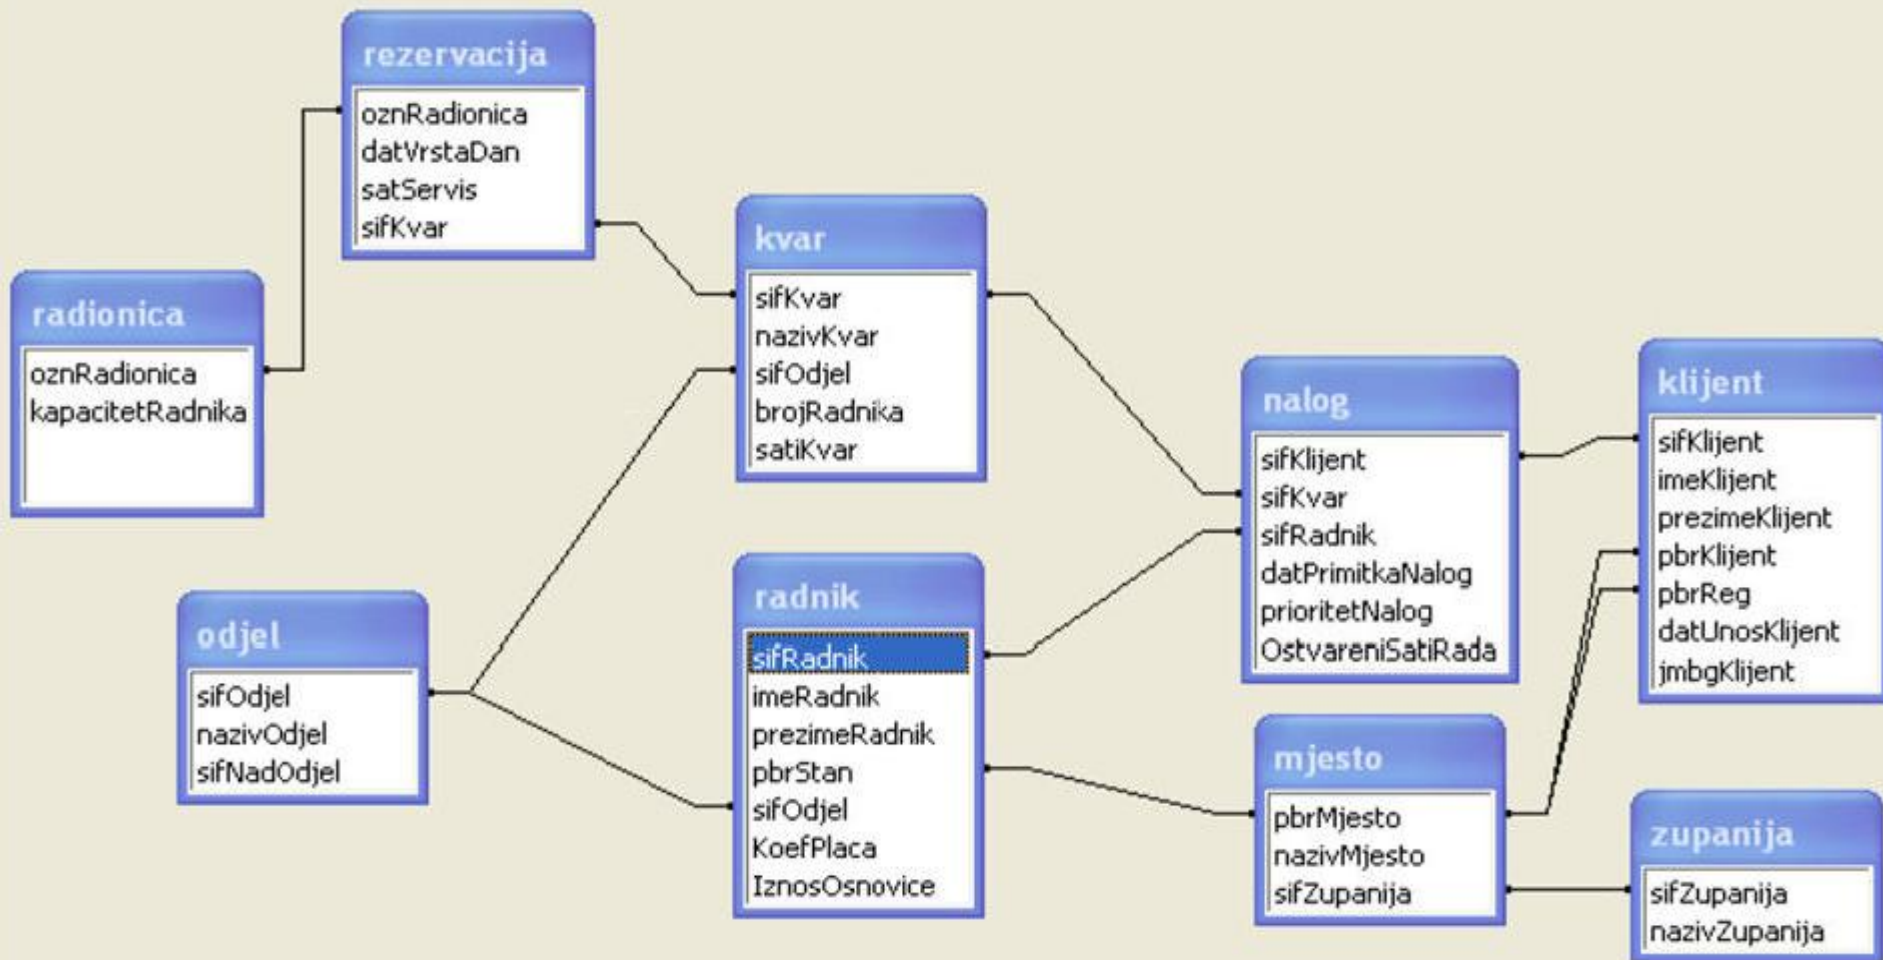 rezervacija
oznRadionica
datVrstaDan
satServis
sifKvar
radionica
oznRadionica
kapacitetRadnika
kvar
sifKvar
nazivKvar
sifOdjel
brojRadnika
satiKvar
nalog
sifKlijent
sifKvar
sifRadnik
datPrimitkaNalog
prioritetNalog
OstvareniSatiRada
klijent
sifKlijent
imeKlijent
prezimeKlijent
pbrKlijent
pbrReg
datUnosKlijent
jmbgKlijent
odjel
sifOdjel
nazivOdjel
sifNadOdjel
radnik
sifRadnik
imeRadnik
prezimeRadnik
pbrStan
sifOdjel
KoefPlaca
IznosOsnovice
mjesto
pbrMjesto
nazivMjesto
sifZupanija
zupanija
sifZupanija
nazivZupanija